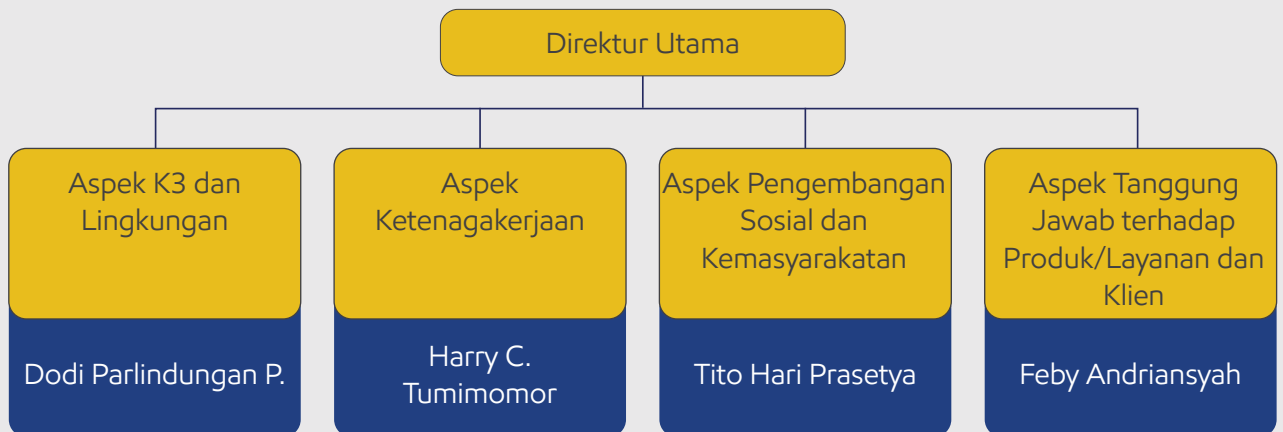 Direktur Utama
Aspek K3 dan
Lingkungan
Dodi Parlindungan P.
Aspek
Ketenagakerjaan
Harry C.
Tumimomor
Aspek Pengembangan
Sosial dan
Kemasyarakatan
Tito Hari Prasetya
Aspek Tanggung
Jawab terhadap
Produk/Layanan dan
Klien
Feby Andriansyah